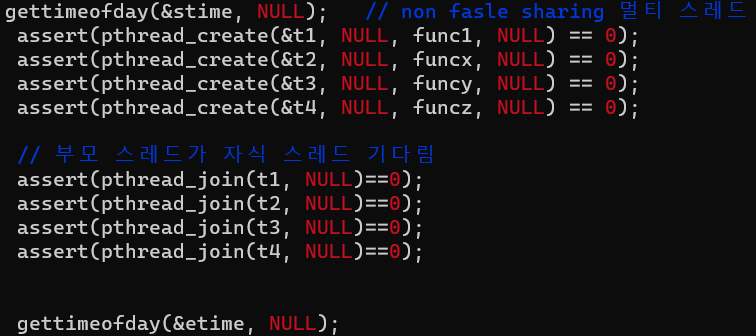 gettimeofday(&stime, NULL);   // non fasle sharing 멀티 스레드
assert(pthread_create(&t1, NULL, func1, NULL) == 0);
assert(pthread_create(&t2, NULL, funcx, NULL) == 0);
assert(pthread_create(&t3, NULL, funcy, NULL) == 0);
assert(pthread_create(&t4, NULL, funcz, NULL) == 0);
// 부모 스레드가 자식 스레드 기다림
assert(pthread_join(t1, NULL)==0);
assert(pthread_join(t2, NULL)==0);
assert(pthread_join(t3, NULL)==0);
assert(pthread_join(t4, NULL)==0);
gettimeofday(&etime, NULL);